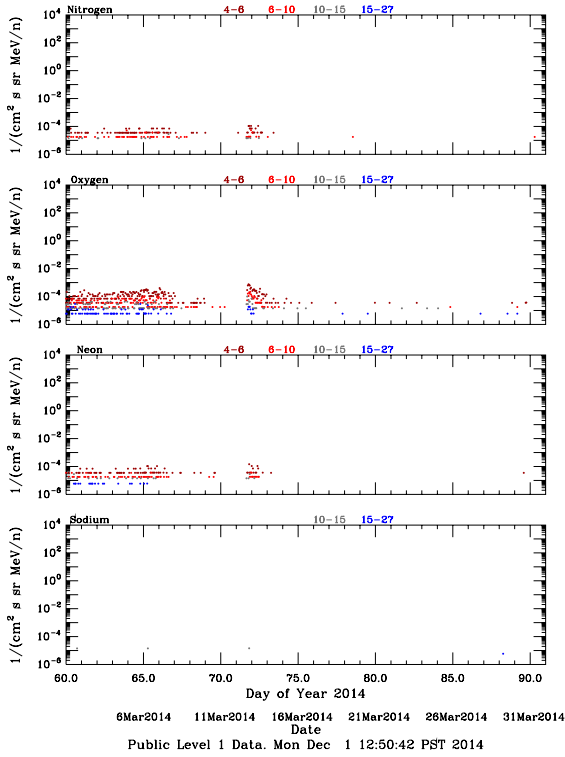 Nitrogen 4-6 6-10 10-15 15-27
10^4
10^2
10^0
10^-2
10^-4
10^-6
1/(cm^2 s sr MeV/n)
Oxygen 4-6 6-10 10-15 15-27
10^4
10^2
10^0
10^-2
10^-4
10^-6
1/(cm^2 s sr MeV/n)
Neon 4-6 6-10 10-15 15-27
10^4
10^2
10^0
10^-2
10^-4
10^-6
1/(cm^2 s sr MeV/n)
Sodium 10-15 15-27
10^4
10^2
10^0
10^-2
10^-4
10^-6
1/(cm^2 s sr MeV/n)
60.0 65.0 70.0 75.0 80.0 85.0 90.0
Day of Year 2014
6Mar2014 11Mar2014 16Mar2014 21Mar2014 26Mar2014 31Mar2014
Date
Public Level 1 Data. Mon Dec 1 12:50:42 PST 2014